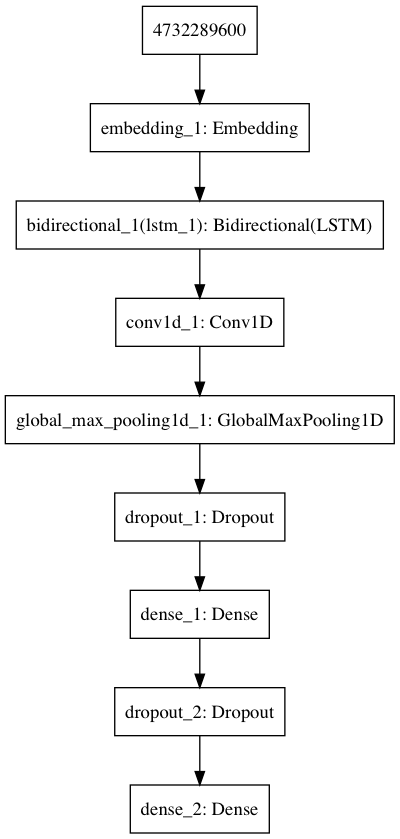 4732289600
embedding_1: Embedding
bidirectional_1(lstm_1): Bidirectional(LSTM)
conv1d_1: Conv1D
global_max_pooling1d_1: GlobalMaxPooling1D
dropout_1: Dropout
dense_1: Dense
dropout_2: Dropout
dense_2: Dense